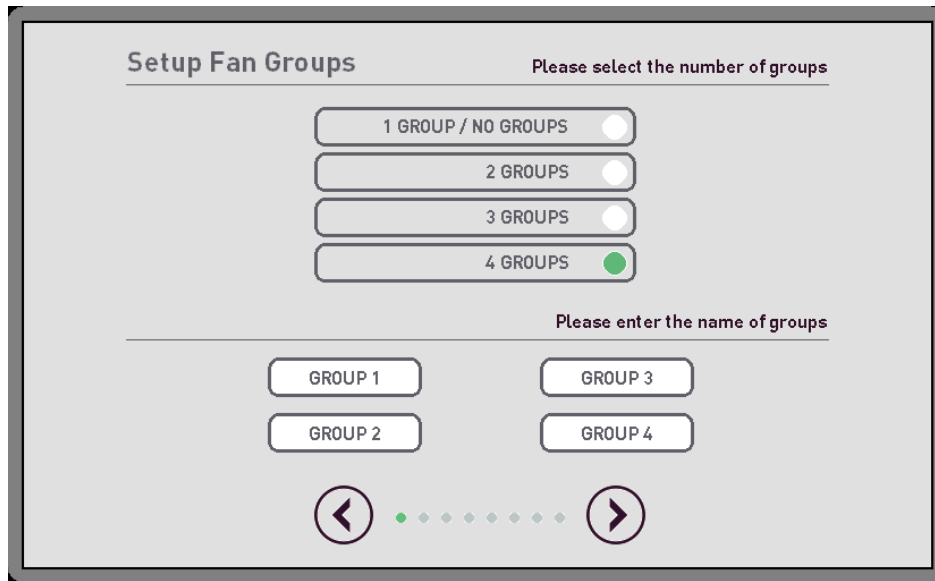 Setup Fan Groups
Please select the number of groups
1 GROUP / NO GROUPS
2 GROUPS
3 GROUPS
4 GROUPS
Please enter the name of groups
GROUP 1
GROUP 3
GROUP 2
GROUP 4